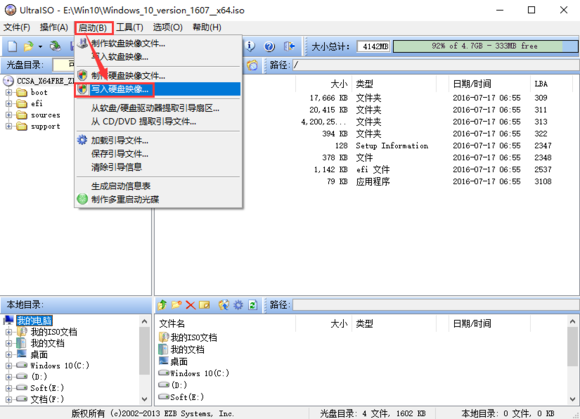 UltraISO - E:\Win10\Windows_10_version_1607__x64.iso
文件(F) 操作(A) 启动(B) 工具(T) 选项(O) 帮助(H)
大小总计: 4142MB 92% of 4.7GB - 333MB free
光盘目录: 可 路径: /
制作软盘映像文件...
写入软盘映像...
制作硬盘映像文件...
写入硬盘映像...
从软盘/硬盘驱动器提取引导扇区...
从 CD/DVD 提取引导文件...
加载引导文件...
保存引导文件...
清除引导信息
生成启动信息表
制作多重启动光碟
CCSA_X64FRE_Z
boot
efi
sources
support
大小 类型 日期/时间 LBA
17,666 KB 文件夹 2016-07-17 06:55 309
20,415 KB 文件夹 2016-07-17 06:55 311
4,200,25... 文件夹 2016-07-17 06:55 313
394 KB 文件夹 2016-07-17 06:55 322
128 Setup Information 2016-07-17 06:55 2347
378 KB 文件 2016-07-17 06:55 2348
1,142 KB efi 文件 2016-07-17 06:55 2537
79 KB 应用程序 2016-07-17 06:55 3108
本地目录: 路径:
我的电脑
我的ISO文档
我的文档
桌面
Windows 10(C:)
(D:)
Soft(E:)
文档(F:)
文件名 大小 类型 日期/时间
我的ISO文档
我的文档
桌面
Windows 10(C:)
(D:)
Soft(E:)
版权所有 (c)2002-2013 EZB Systems, Inc. 光盘目录: 4 文件, 1602 KB 本地目录: 0 文件, 0 KB